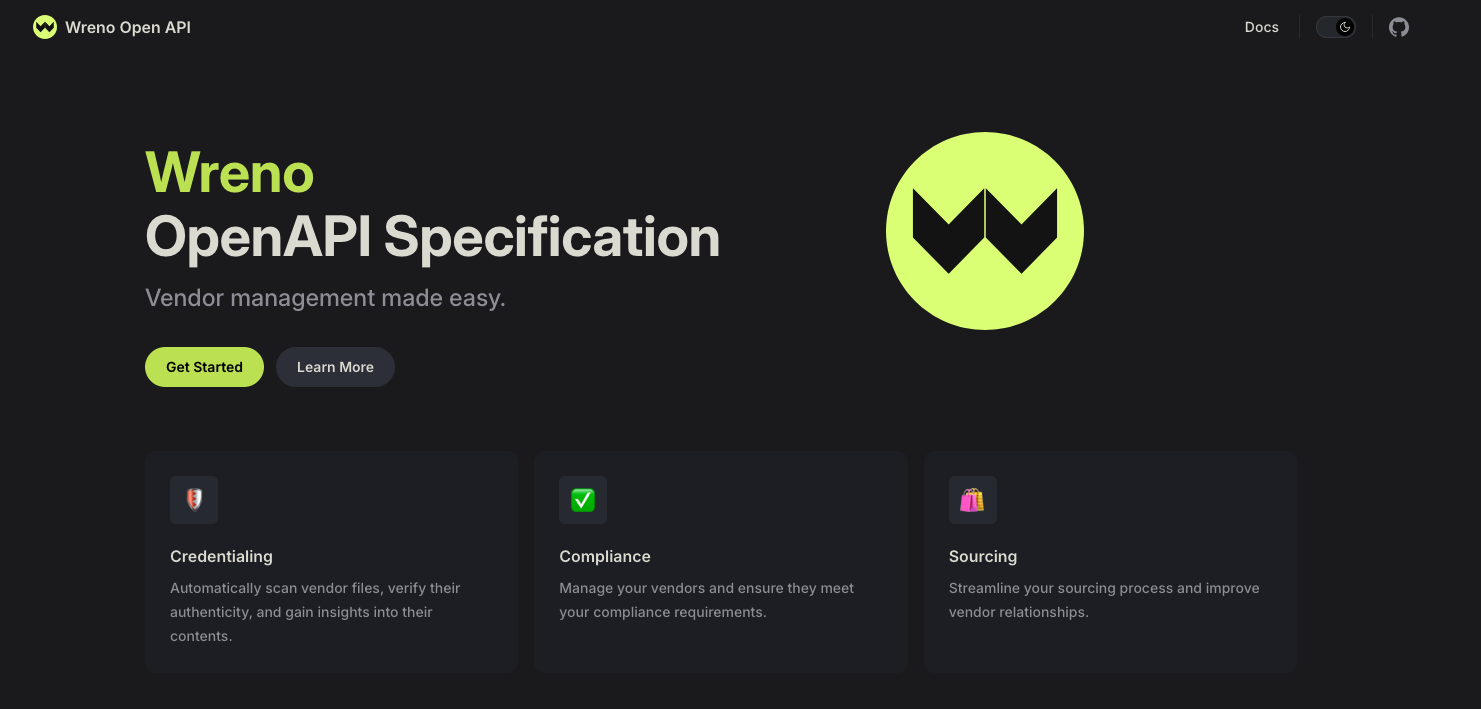 Wreno Open API
Docs
Wreno
OpenAPI Specification
Vendor management made easy.
Get Started
Learn More
Credentialing
Automatically scan vendor files, verify their
authenticity, and gain insights into their
contents.
Compliance
Manage your vendors and ensure they meet
your compliance requirements.
Sourcing
Streamline your sourcing process and improve
vendor relationships.